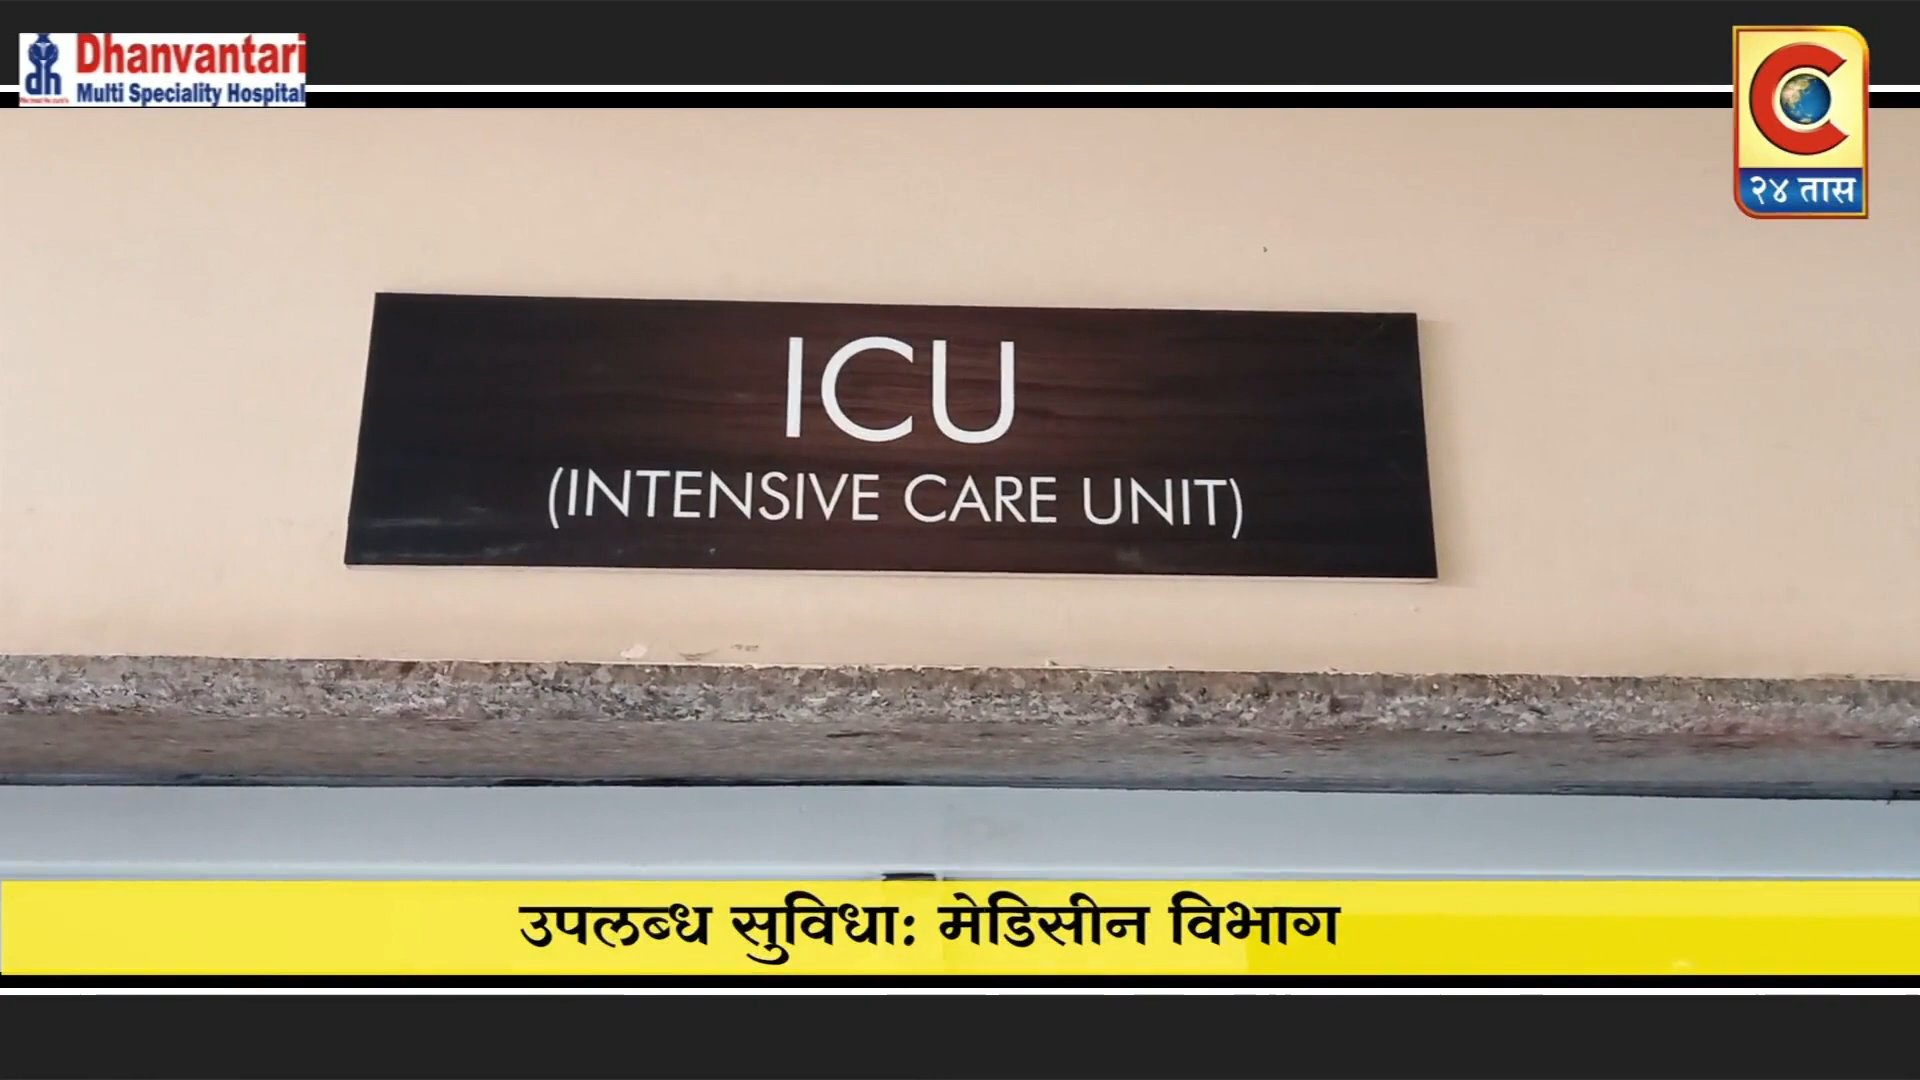 Dhanvantari
Multi Speciality Hospital
२४ तास
ICU
(INTENSIVE CARE UNIT)
उपलब्ध सुविधा: मेडिसीन विभाग